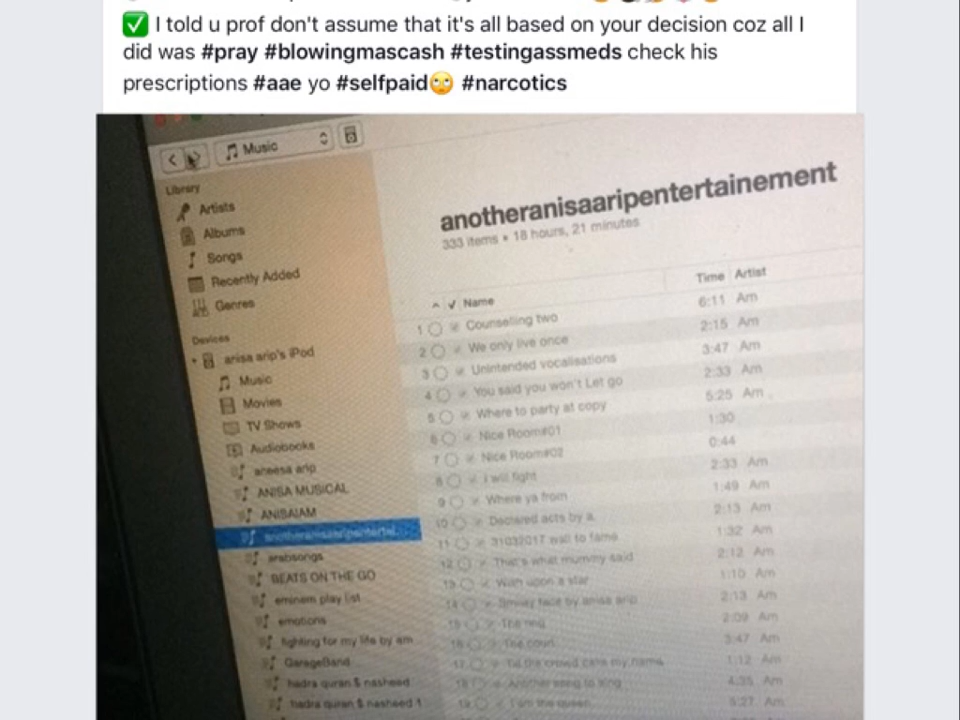 ✅ I told u prof don't assume that it's all based on your decision coz all I
did was #pray #blowingmascash #testingassmeds check his
prescriptions #aae yo #selfpaid🙄 #narcotics
Music
Library
Artists
Albums
Songs
Recently Added
Genres
Devices
anisa arip's iPod
Music
Movies
TV Shows
Audiobooks
aneesa arip
ANISA MUSICAL
ANISAIAM
anotheranisaaripentertai...
arabsongs
BEATS ON THE GO
eminem play list
emotions
fighting for my life by am
GarageBand
hadra quran $ nasheed
hadra quran $ nasheed 1
anotheranisaaripentertainement
333 items • 18 hours, 21 minutes
Name Time Artist
1 Counselling two 6:11 Am
2 We only live once 2:15 Am
3 Unintended vocalisations 3:47 Am
4 You said you won't Let go 2:33 Am
5 Where to party at copy 5:25 Am
6 Nice Room#01 1:30
7 Nice Room#02 0:44
8 I will fight 2:33 Am
9 Where ya from 1:49 Am
10 Declared acts by a. 2:13 Am
11 31032017 wall to fame 1:32 Am
12 That's what mummy said 2:12 Am
13 Wish upon a star 1:10 Am
14 Smiley face by anisa arip 2:13 Am
15 The ring 2:09 Am
16 The court 3:47 Am
17 Till the crowd calls my name 1:12 Am
18 Another song to sing 4:35 Am
19 I am the queen 5:27 Am